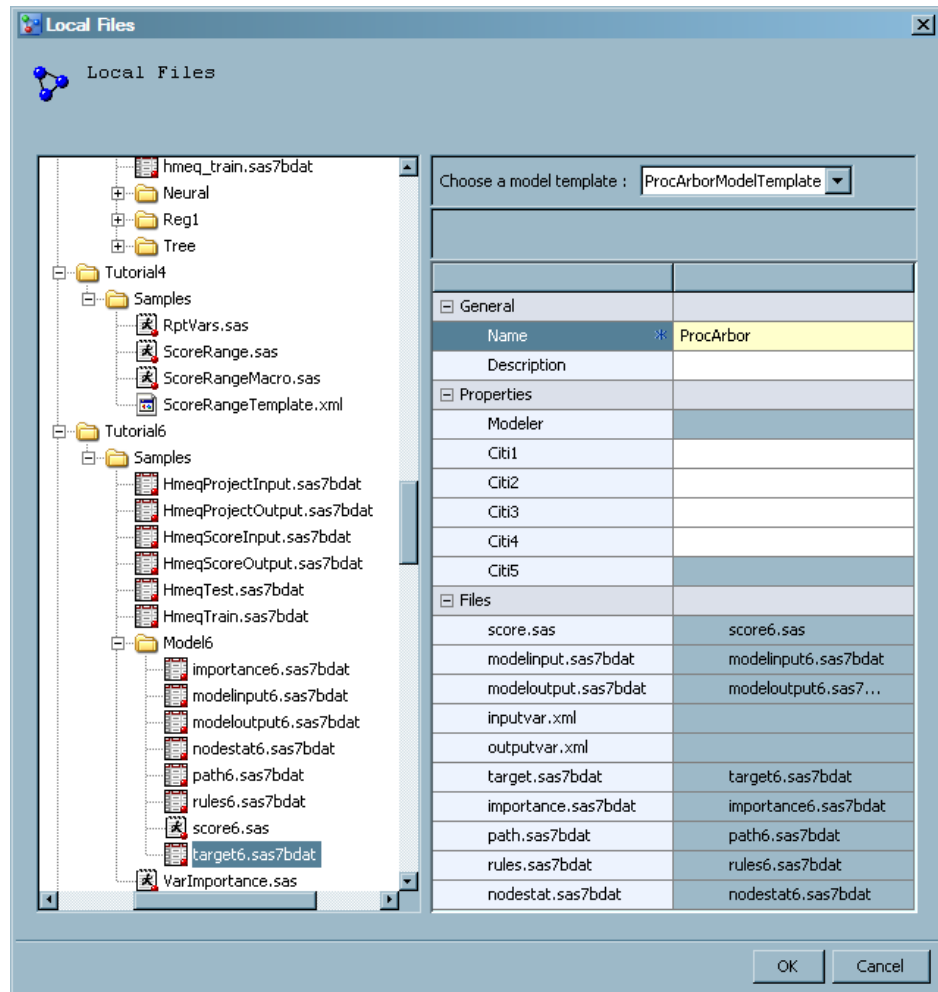 Local Files
Local Files
hmeq_train.sas7bdat
Neural
Reg1
Tree
Tutorial4
Samples
RptVars.sas
ScoreRange.sas
ScoreRangeMacro.sas
ScoreRangeTemplate.xml
Tutorial6
Samples
HmeqProjectInput.sas7bdat
HmeqProjectOutput.sas7bdat
HmeqScoreInput.sas7bdat
HmeqScoreOutput.sas7bdat
HmeqTest.sas7bdat
HmeqTrain.sas7bdat
Model6
importance6.sas7bdat
modelinput6.sas7bdat
modeloutput6.sas7bdat
nodestat6.sas7bdat
path6.sas7bdat
rules6.sas7bdat
score6.sas
target6.sas7bdat
VarImportance.sas
Choose a model template : ProcArborModelTemplate
General
Name * ProcArbor
Description
Properties
Modeler
Citi1
Citi2
Citi3
Citi4
Citi5
Files
score.sas score6.sas
modelinput.sas7bdat modelinput6.sas7bdat
modeloutput.sas7bdat modeloutput6.sas7...
inputvar.xml
outputvar.xml
target.sas7bdat target6.sas7bdat
importance.sas7bdat importance6.sas7bdat
path.sas7bdat path6.sas7bdat
rules.sas7bdat rules6.sas7bdat
nodestat.sas7bdat nodestat6.sas7bdat
OK Cancel